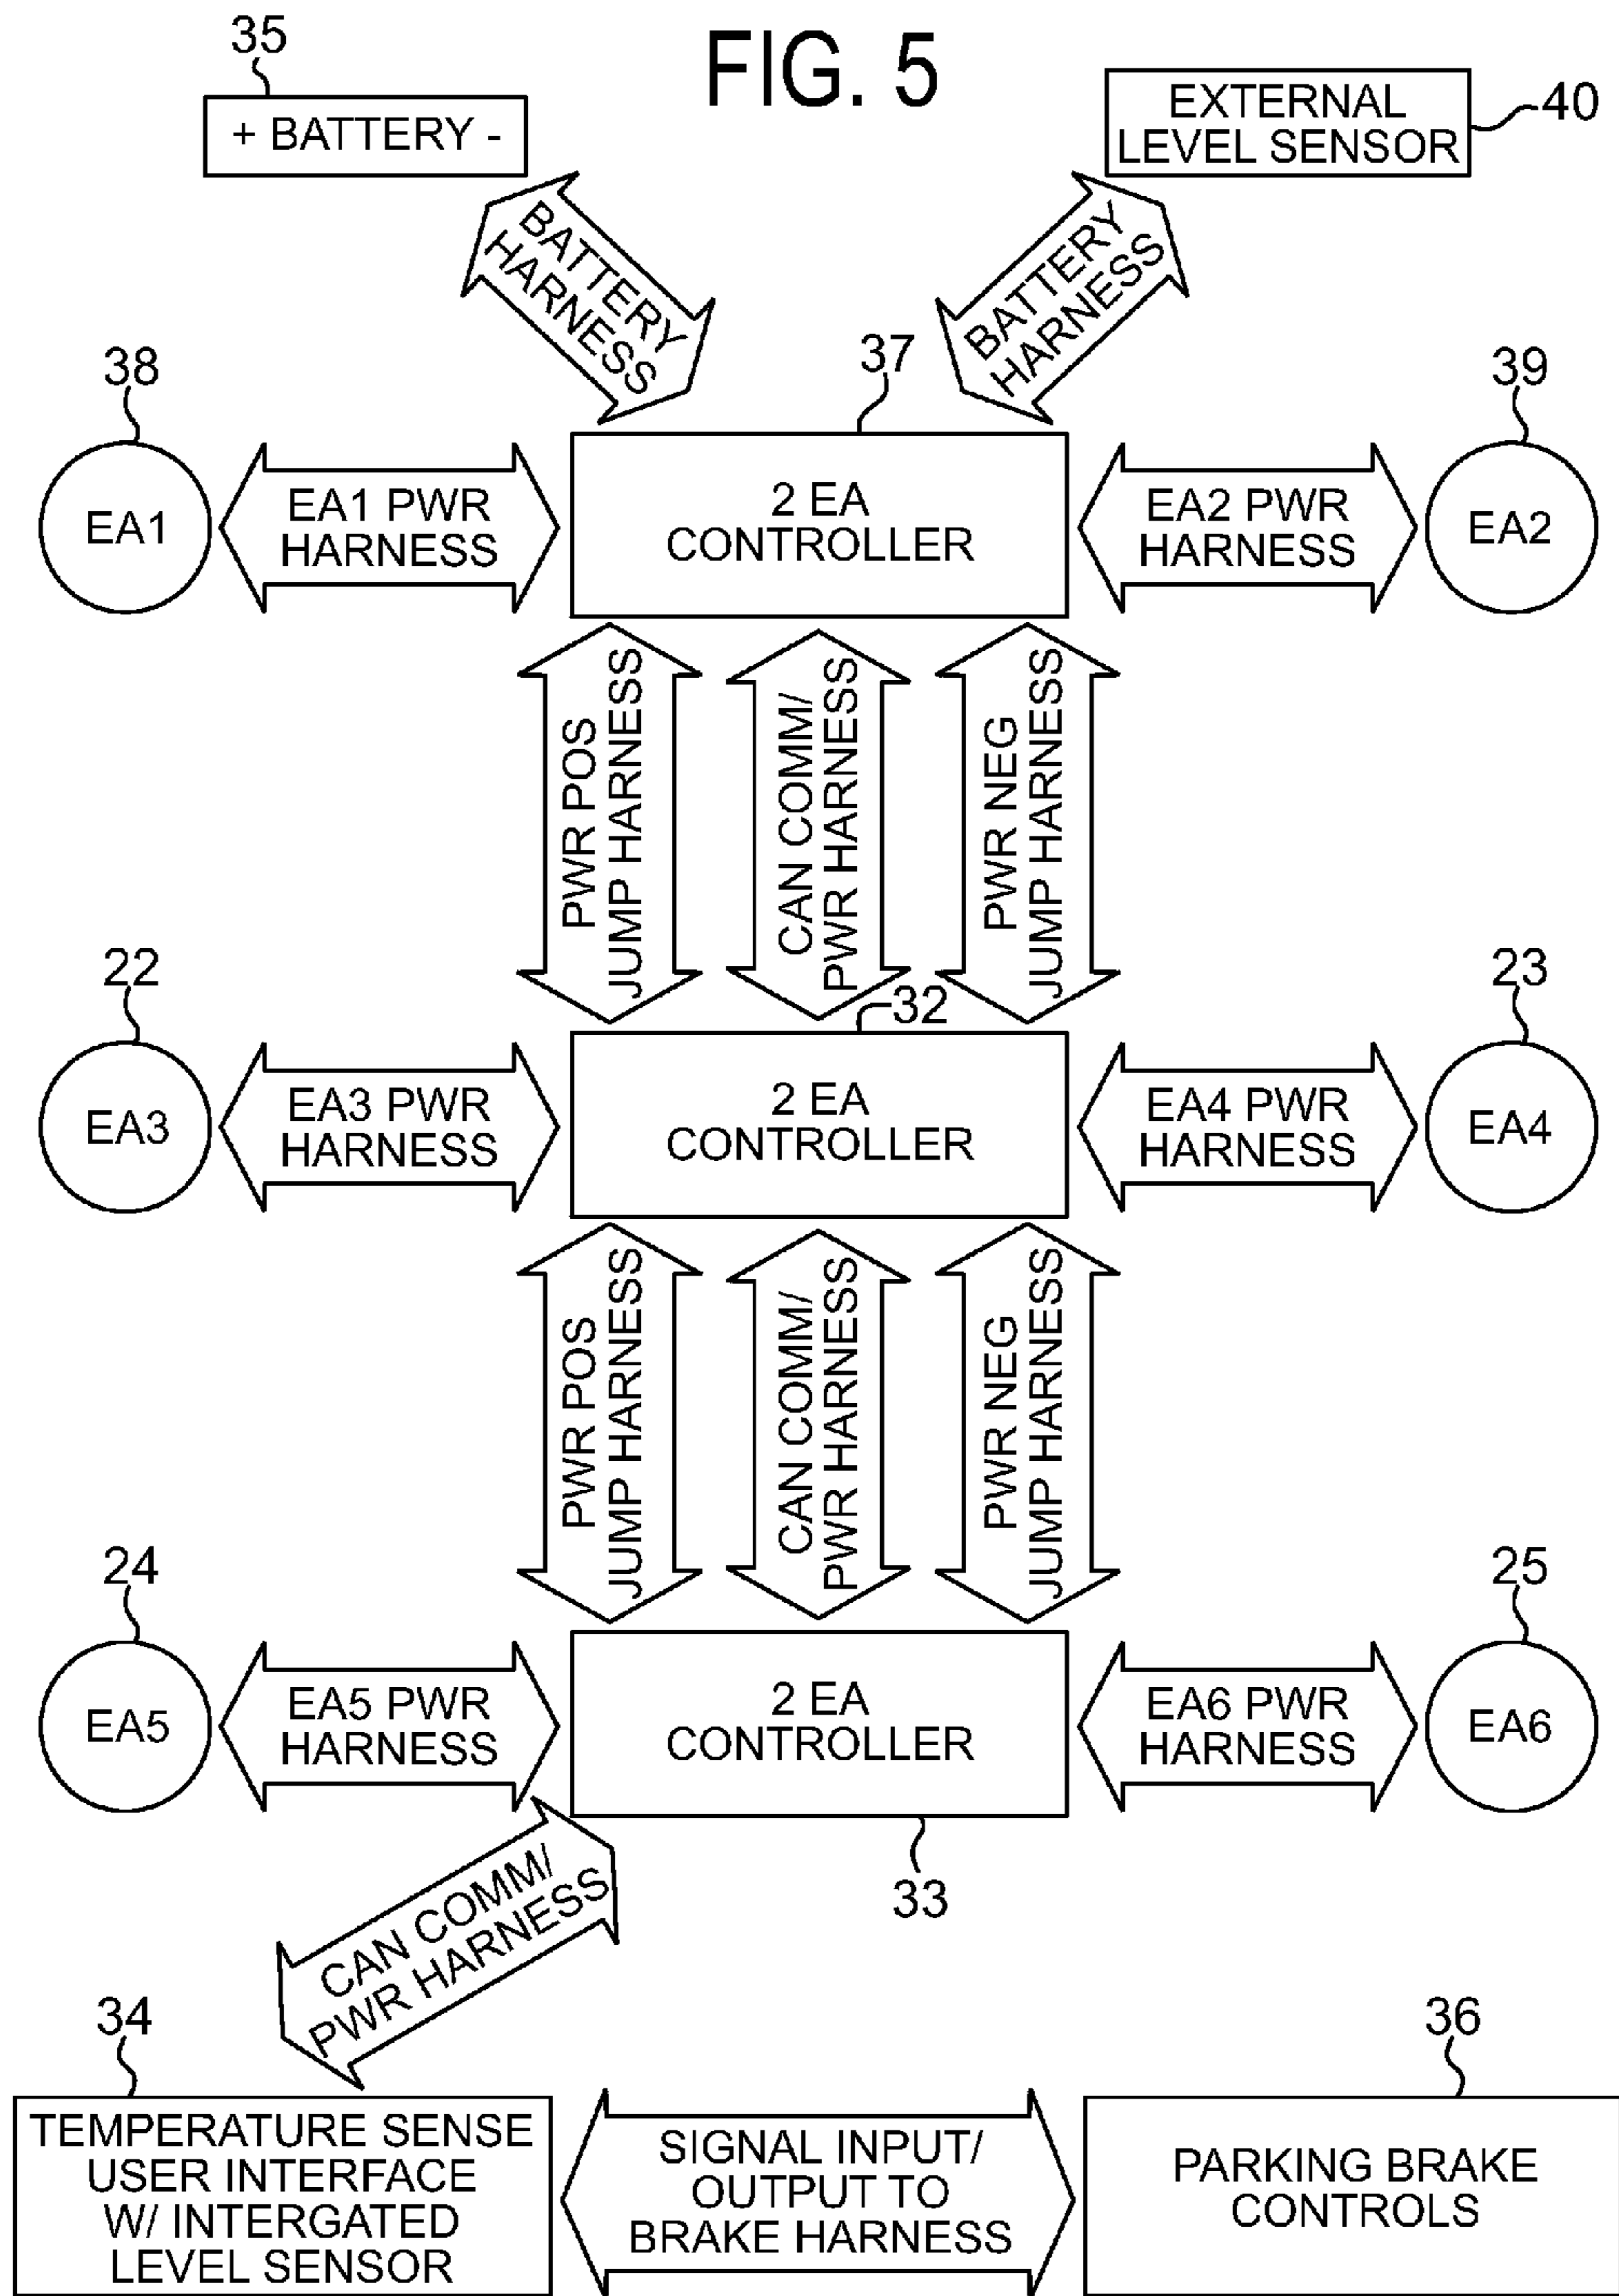 FIG. 5
35
+ BATTERY -
EXTERNAL
LEVEL SENSOR
40
BATTERY
HARNESS
BATTERY
HARNESS
38
37
39
EA1
EA1 PWR
HARNESS
2 EA
CONTROLLER
EA2 PWR
HARNESS
EA2
PWR POS
JUMP HARNESS
CAN COMM/
PWR HARNESS
PWR NEG
JUMP HARNESS
22
32
23
EA3
EA3 PWR
HARNESS
2 EA
CONTROLLER
EA4 PWR
HARNESS
EA4
PWR POS
JUMP HARNESS
CAN COMM/
PWR HARNESS
PWR NEG
JUMP HARNESS
24
25
EA5
EA5 PWR
HARNESS
2 EA
CONTROLLER
EA6 PWR
HARNESS
EA6
33
CAN COMM/
PWR HARNESS
34
36
TEMPERATURE SENSE
USER INTERFACE
W/ INTERGATED
LEVEL SENSOR
SIGNAL INPUT/
OUTPUT TO
BRAKE HARNESS
PARKING BRAKE
CONTROLS